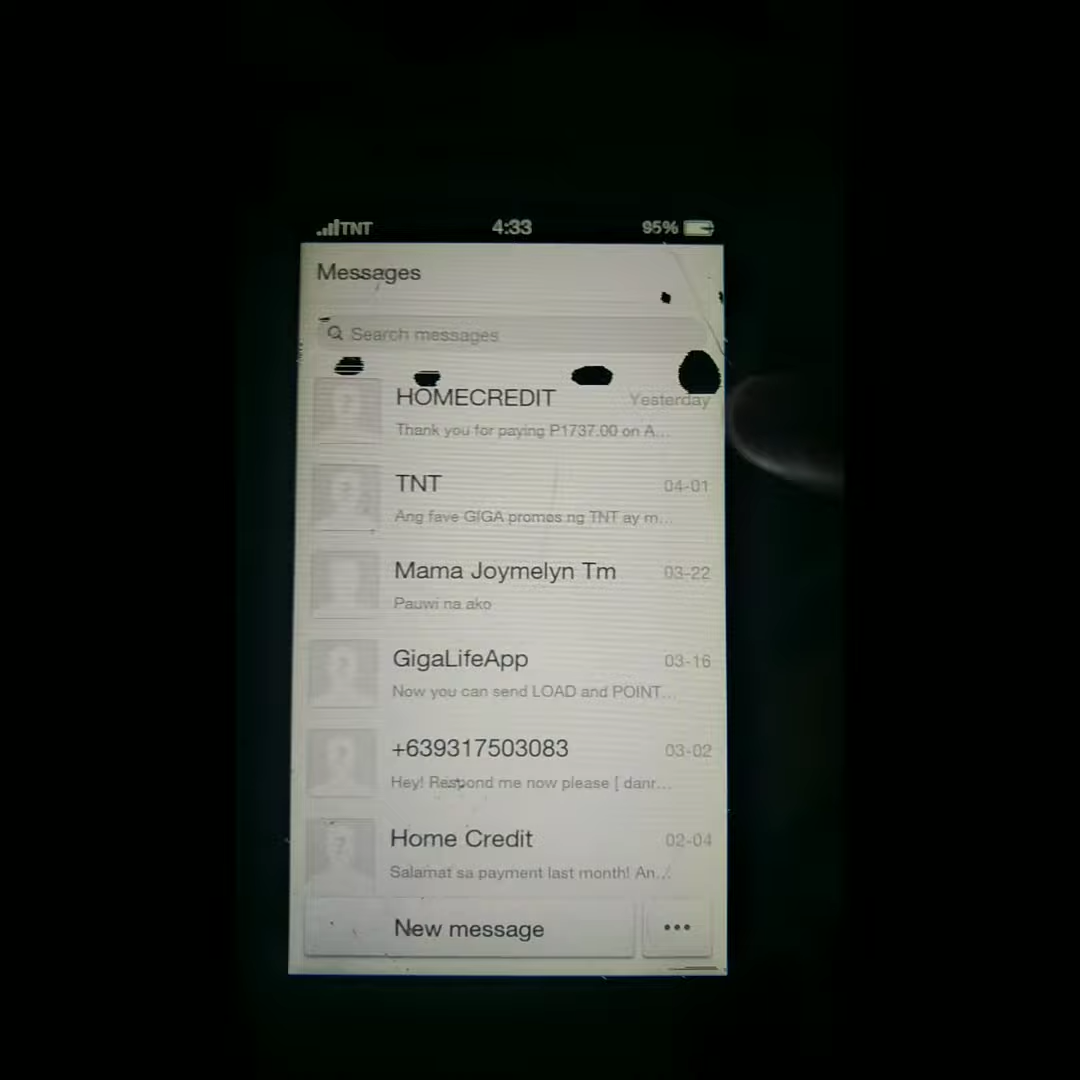 TNT 4:33 95%
Messages
Search messages
HOMECREDIT Yesterday
Thank you for paying P1737.00 on A...
TNT 04-01
Ang fave GIGA promos ng TNT ay m...
Mama Joymelyn Tm 03-22
Pauwi na ako
GigaLifeApp 03-16
Now you can send LOAD and POINT...
+639317503083 03-02
Hey! Respond me now please [ danr...
Home Credit 02-04
Salamat sa payment last month! An...
New message